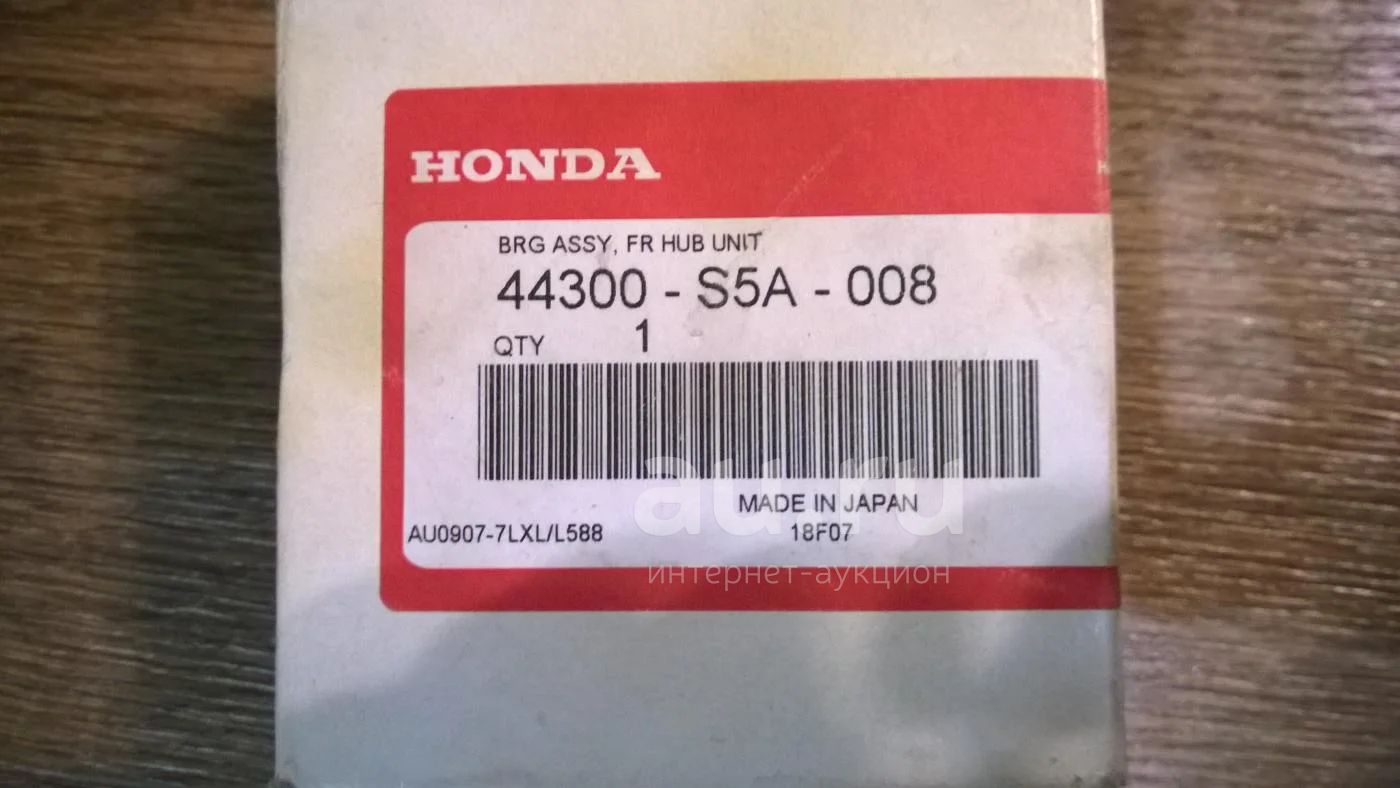 HONDA
BRG ASSY, FR HUB UNIT
44300 - S5A - 008
QTY 1
MADE IN JAPAN
AU0907-7LXL/L588 18F07
au.ru
интернет-аукцион